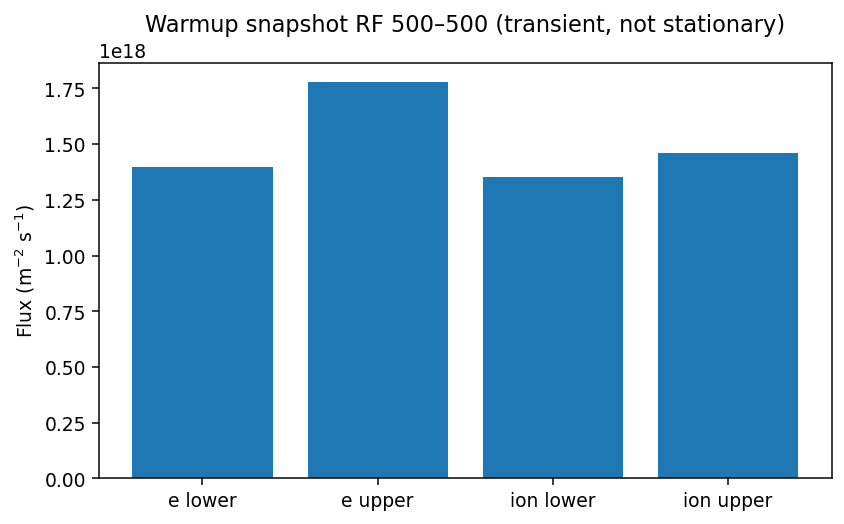 Warmup snapshot RF 500–500 (transient, not stationary)
1e18
1.75
1.50
1.25
1.00
0.75
0.50
0.25
0.00
Flux (m⁻² s⁻¹)
e lower
e upper
ion lower
ion upper